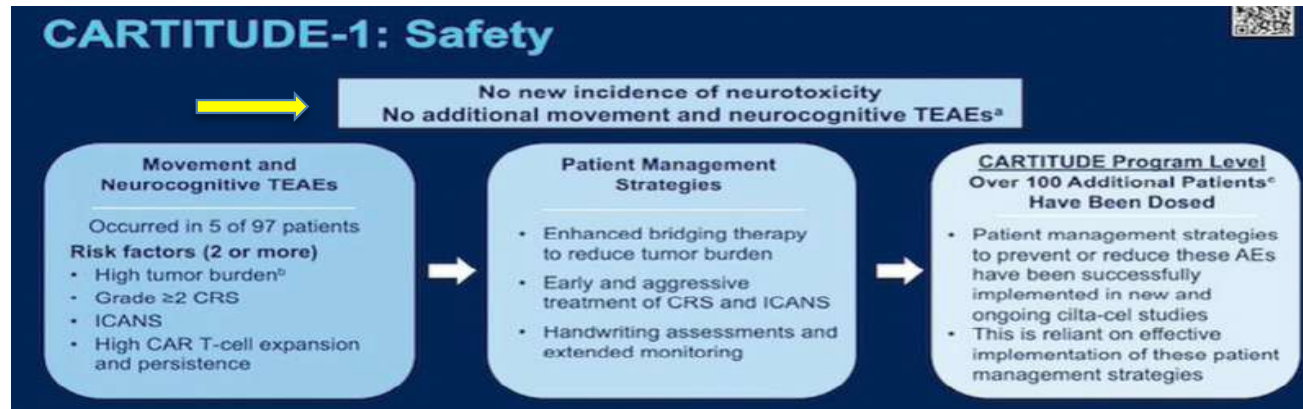 CARTITUDE-1: Safety
No new incidence of neurotoxicity
No additional movement and neurocognitive TEAEsᵃ
Movement and
Neurocognitive TEAEs
Occurred in 5 of 97 patients
Risk factors (2 or more)
• High tumor burdenᵇ
• Grade ≥2 CRS
• ICANS
• High CAR T-cell expansion
and persistence
Patient Management
Strategies
• Enhanced bridging therapy
to reduce tumor burden
• Early and aggressive
treatment of CRS and ICANS
• Handwriting assessments and
extended monitoring
CARTITUDE Program Level
Over 100 Additional Patientsᶜ
Have Been Dosed
• Patient management strategies
to prevent or reduce these AEs
have been successfully
implemented in new and
ongoing cilta-cel studies
• This is reliant on effective
implementation of these patient
management strategies